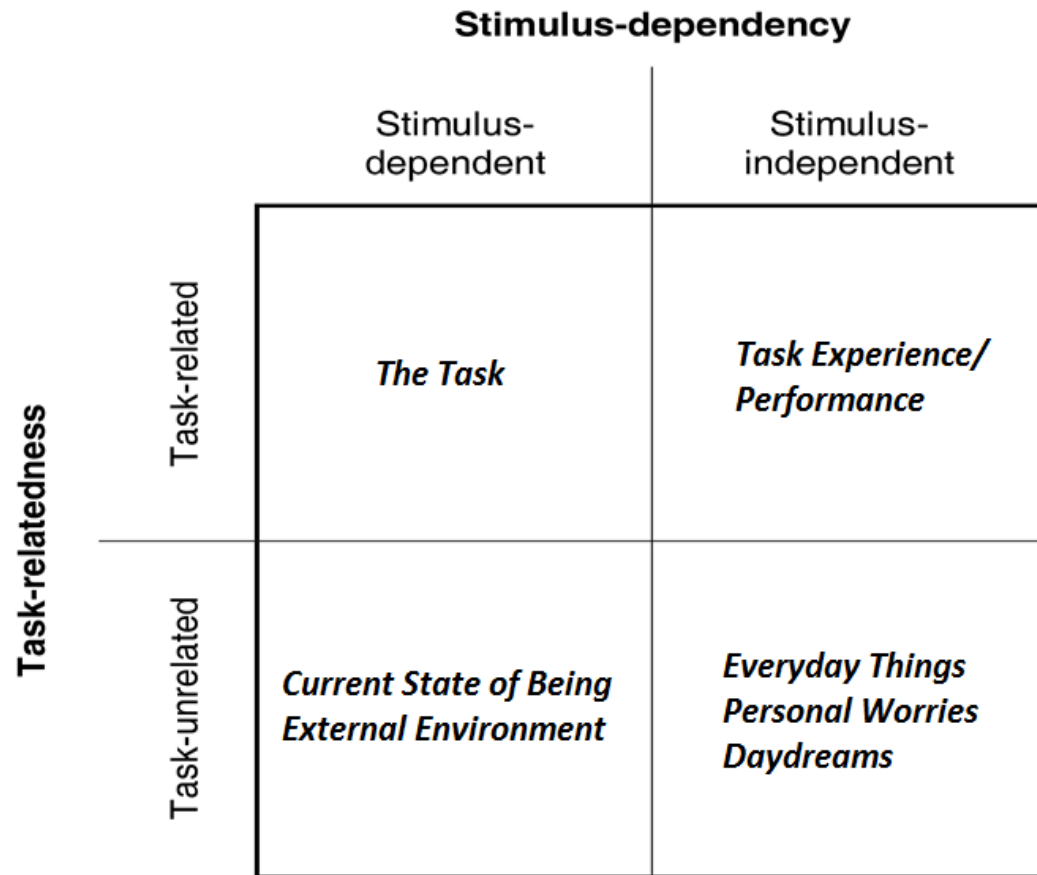 Stimulus-dependency
Stimulus-
dependent
Stimulus-
independent
Task-relatedness
Task-related
The Task
Task Experience/
Performance
Task-unrelated
Current State of Being
External Environment
Everyday Things
Personal Worries
Daydreams